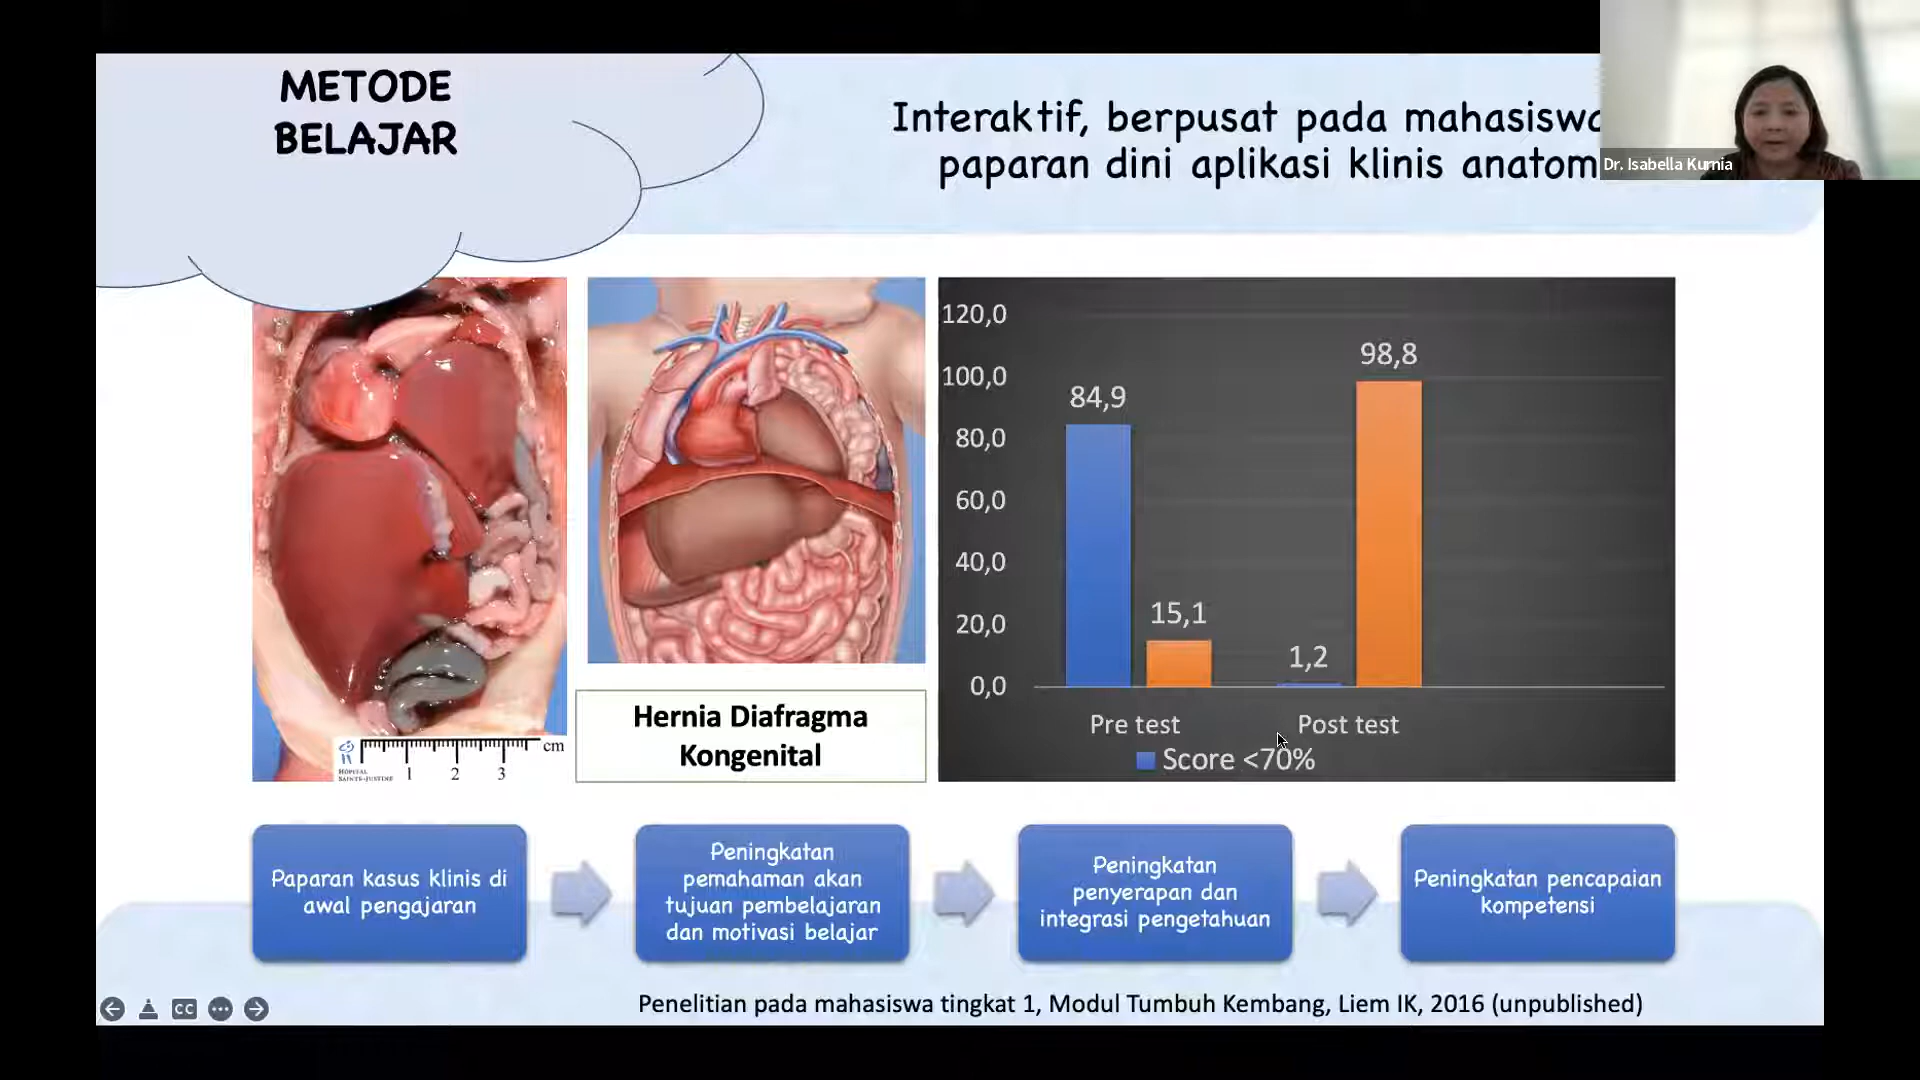 METODE
BELAJAR
Interaktif, berpusat pada mahasiswa
paparan dini aplikasi klinis anatom
Dr. Isabella Kurnia
HÔPITAL
SAINTE-JUSTINE
1 2 3 cm
Hernia Diafragma
Kongenital
120,0
100,0
80,0
60,0
40,0
20,0
0,0
84,9
15,1
1,2
98,8
Pre test
Post test
Score <70%
Paparan kasus klinis di
awal pengajaran
Peningkatan
pemahaman akan
tujuan pembelajaran
dan motivasi belajar
Peningkatan
penyerapan dan
integrasi pengetahuan
Peningkatan pencapaian
kompetensi
CC
Penelitian pada mahasiswa tingkat 1, Modul Tumbuh Kembang, Liem IK, 2016 (unpublished)